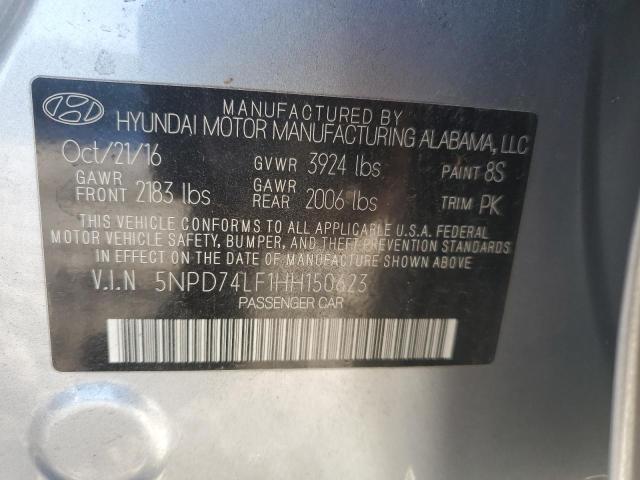 MANUFACTURED BY
HYUNDAI MOTOR MANUFACTURING ALABAMA, LLC
Oct/21/16 GVWR 3924 lbs PAINT 8S
GAWR FRONT 2183 lbs GAWR REAR 2006 lbs TRIM PK
THIS VEHICLE CONFORMS TO ALL APPLICABLE U.S.A. FEDERAL
MOTOR VEHICLE SAFETY, BUMPER, AND THEFT PREVENTION STANDARDS
IN EFFECT ON THE DATE OF MANUFACTURE SHOWN ABOVE.
V.I.N 5NPD74LF1HH150623
PASSENGER CAR